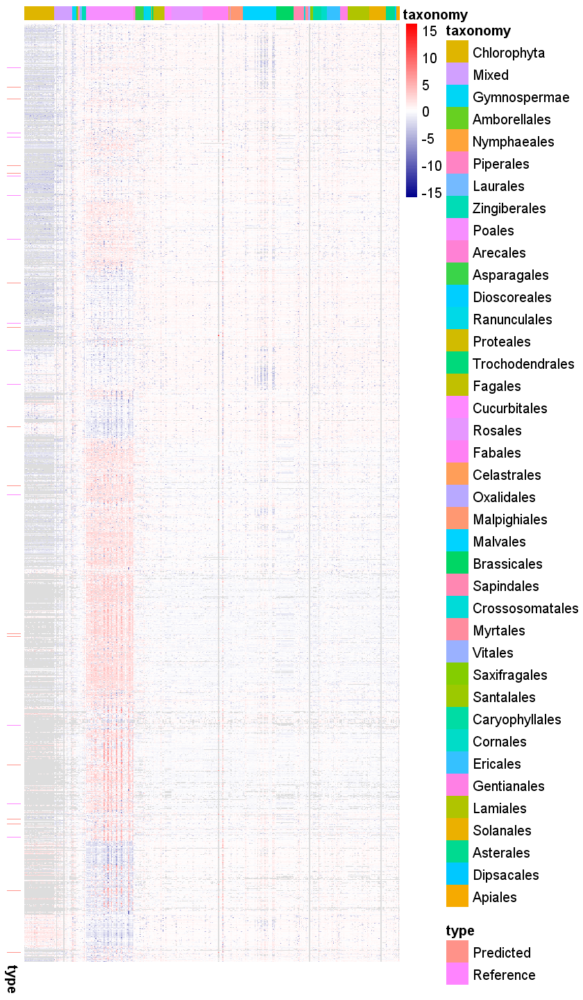 taxonomy
taxonomy
15
10
5
0
-5
-10
-15
Chlorophyta
Mixed
Gymnospermae
Amborellales
Nymphaeales
Piperales
Laurales
Zingiberales
Poales
Arecales
Asparagales
Dioscoreales
Ranunculales
Proteales
Trochodendrales
Fagales
Cucurbitales
Rosales
Fabales
Celastrales
Oxalidales
Malpighiales
Malvales
Brassicales
Sapindales
Crossosomatales
Myrtales
Vitales
Saxifragales
Santalales
Caryophyllales
Cornales
Ericales
Gentianales
Lamiales
Solanales
Asterales
Dipsacales
Apiales
type
Predicted
Reference
type